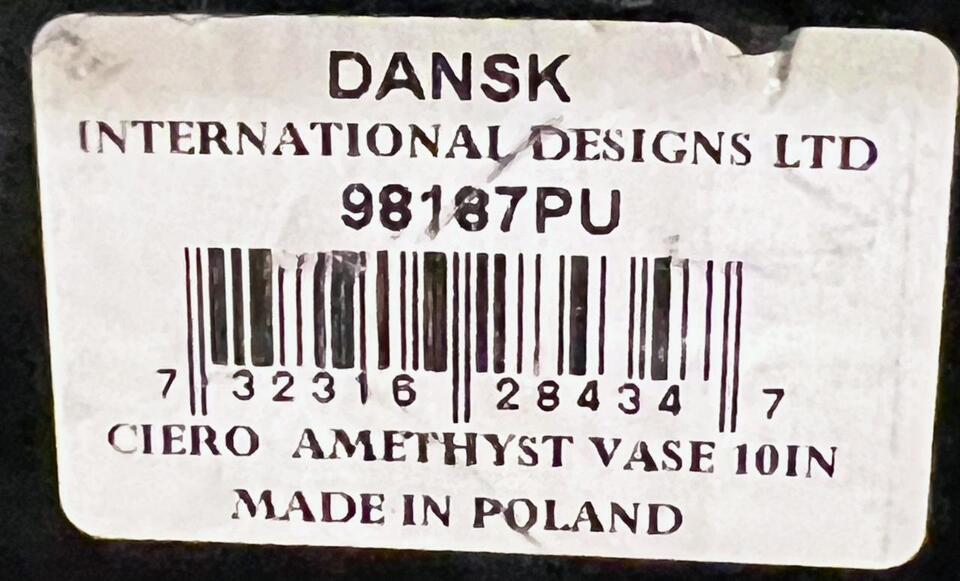 DANSK
INTERNATIONAL DESIGNS LTD
98187PU
7 32316 28434 7
CIERO AMETHYST VASE 10IN
MADE IN POLAND